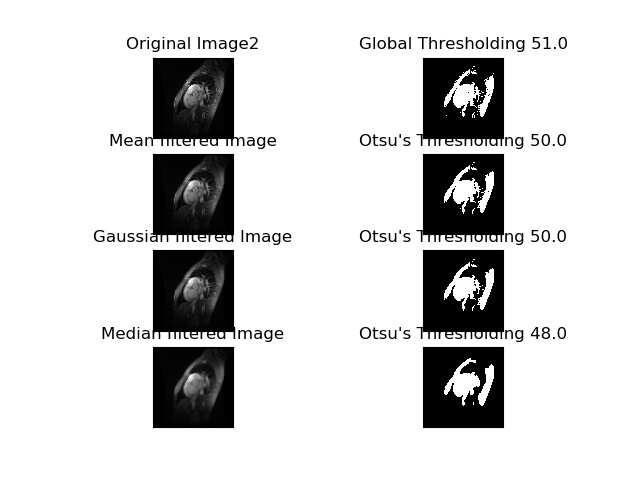 Original Image2
Global Thresholding 51.0
Mean filtered Image
Otsu's Thresholding 50.0
Gaussian filtered Image
Otsu's Thresholding 50.0
Median filtered Image
Otsu's Thresholding 48.0